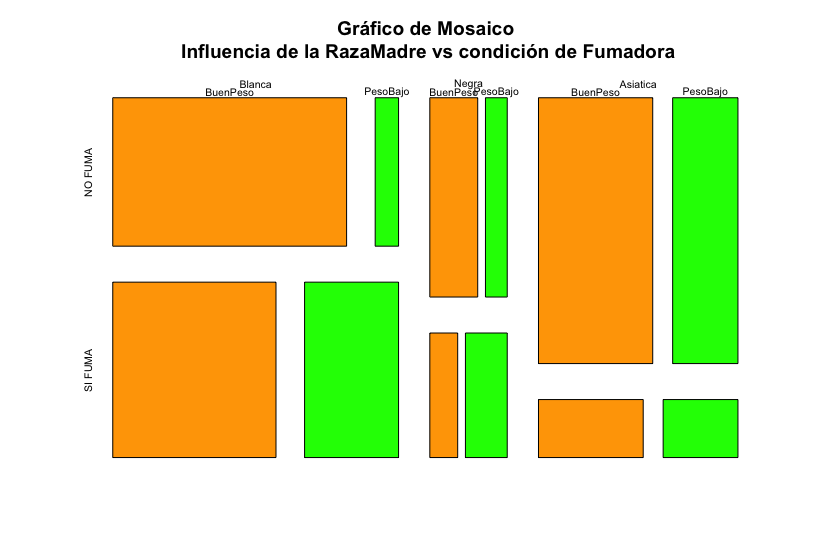 Gráfico de Mosaico
Influencia de la RazaMadre vs condición de Fumadora
Blanca
Negra
Asiatica
BuenPeso
PesoBajo
BuenPeso
PesoBajo
BuenPeso
PesoBajo
NO FUMA
SI FUMA